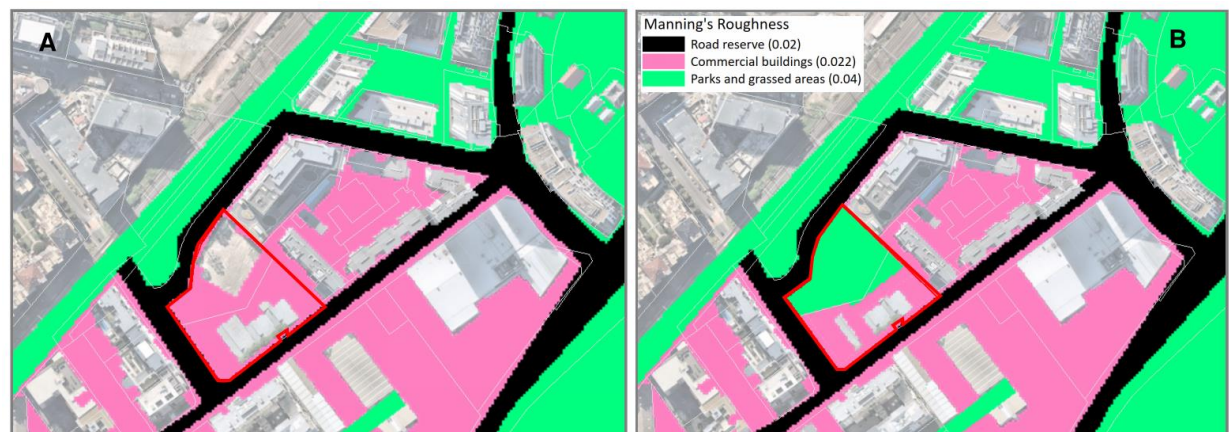 A
Manning's Roughness
Road reserve (0.02)
Commercial buildings (0.022)
Parks and grassed areas (0.04)
B